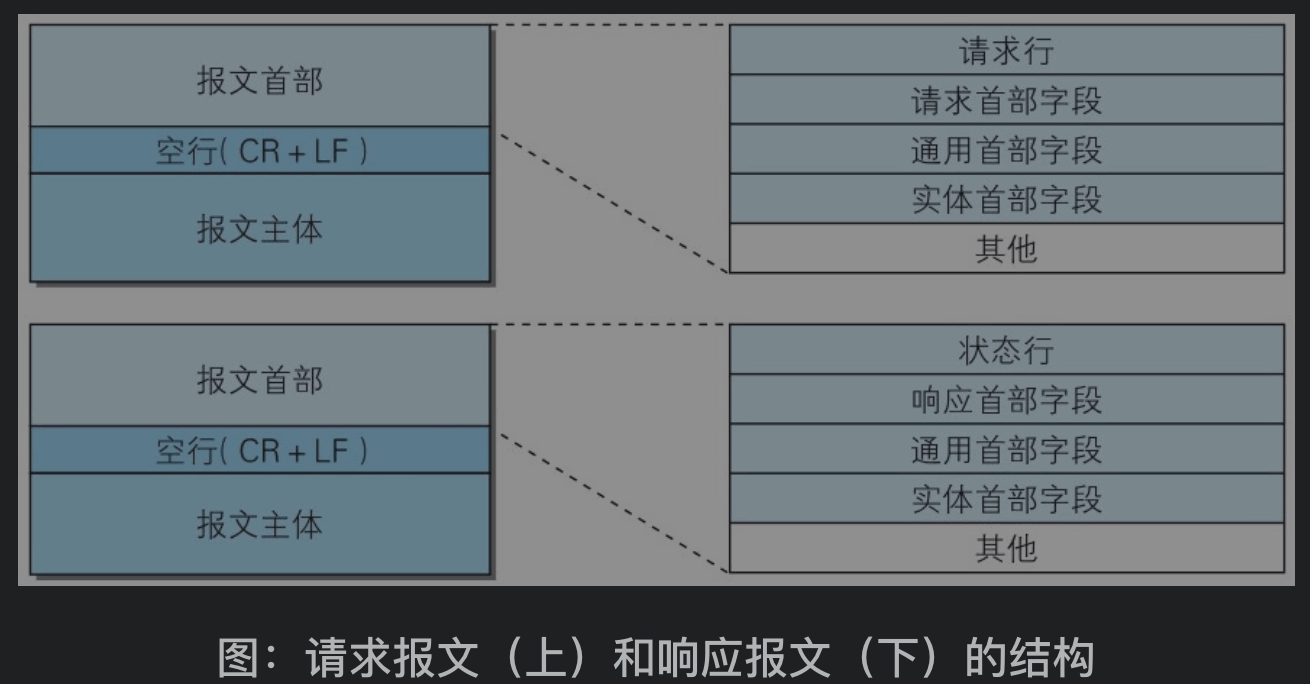 报文首部
空行( CR + LF )
报文主体
请求行
请求首部字段
通用首部字段
实体首部字段
其他
报文首部
空行( CR + LF )
报文主体
状态行
响应首部字段
通用首部字段
实体首部字段
其他
图：请求报文（上）和响应报文（下）的结构